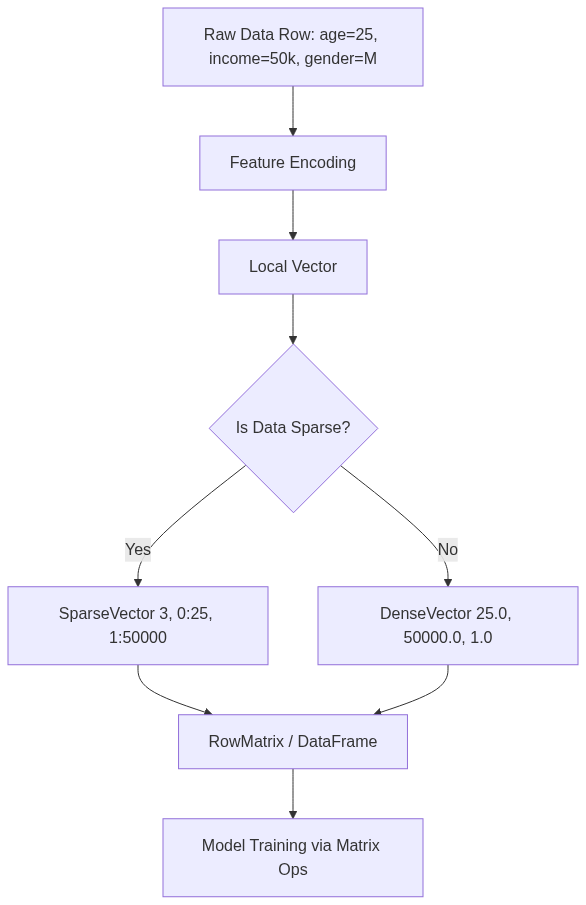 Raw Data Row: age=25,
income=50k, gender=M
Feature Encoding
Local Vector
Is Data Sparse?
Yes
No
SparseVector 3, 0:25,
1:50000
DenseVector 25.0,
50000.0, 1.0
RowMatrix / DataFrame
Model Training via Matrix
Ops